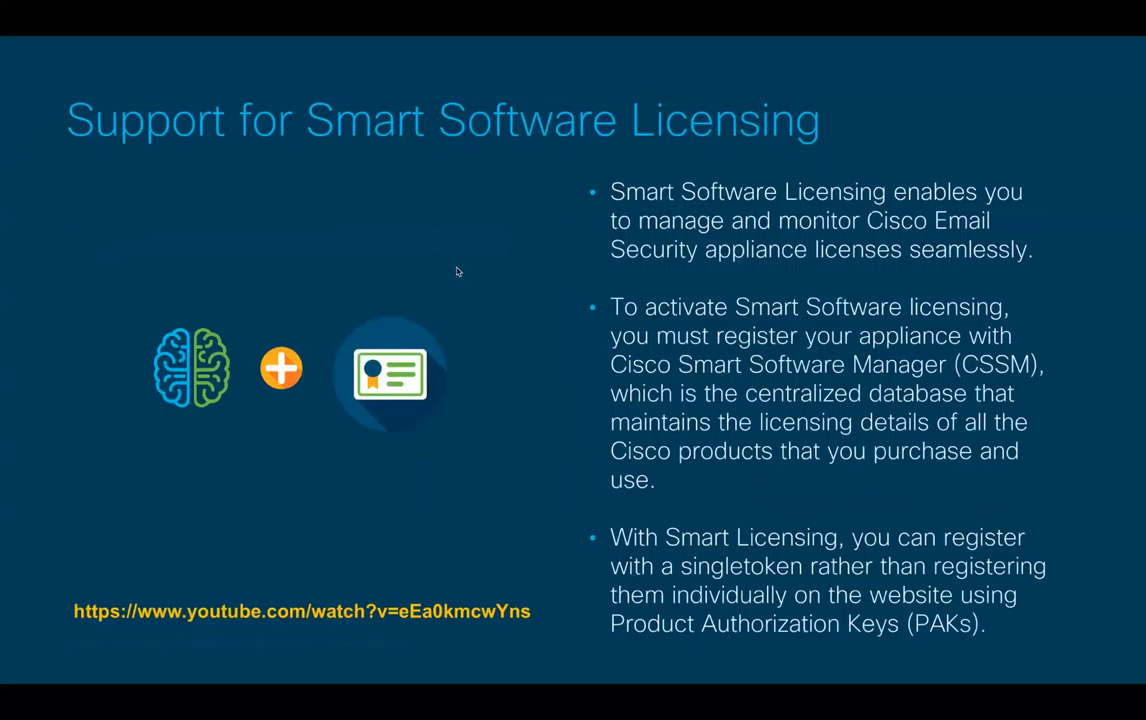 Support for Smart Software Licensing
• Smart Software Licensing enables you
to manage and monitor Cisco Email
Security appliance licenses seamlessly.
• To activate Smart Software licensing,
you must register your appliance with
Cisco Smart Software Manager (CSSM),
which is the centralized database that
maintains the licensing details of all the
Cisco products that you purchase and
use.
• With Smart Licensing, you can register
with a singletoken rather than registering
them individually on the website using
Product Authorization Keys (PAKs).
https://www.youtube.com/watch?v=eEa0kmcwYns